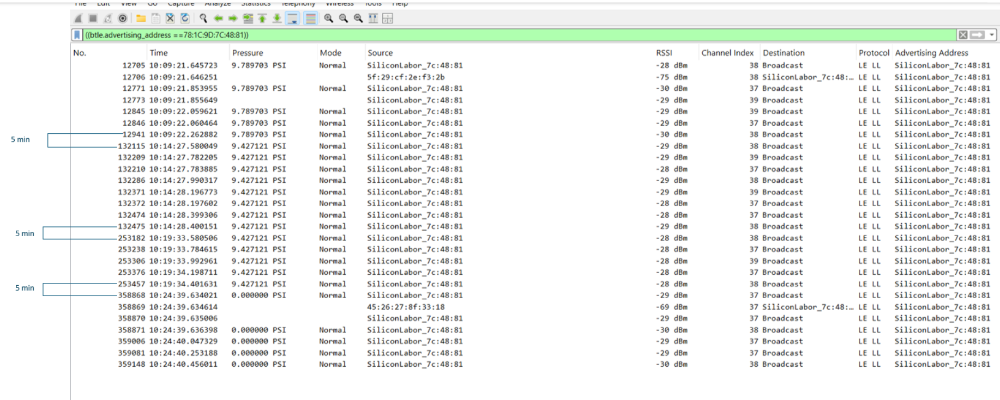 File Edit View Go Capture Analyze Statistics Telephony Wireless Tools Help
((btle.advertising_address ==78:1C:9D:7C:48:81))
No. Time Pressure Mode Source RSSI Channel Index Destination Protocol Advertising Address
12705 10:09:21.645723 9.789703 PSI Normal SiliconLabor_7c:48:81 -28 dBm 38 Broadcast LE LL SiliconLabor_7c:48:81
12706 10:09:21.646251 5f:29:cf:2e:f3:2b -75 dBm 38 SiliconLabor_7c:48:… LE LL SiliconLabor_7c:48:81
12771 10:09:21.853955 9.789703 PSI Normal SiliconLabor_7c:48:81 -30 dBm 37 Broadcast LE LL SiliconLabor_7c:48:81
12773 10:09:21.855649 SiliconLabor_7c:48:81 -29 dBm 39 Broadcast LE LL SiliconLabor_7c:48:81
12845 10:09:22.059621 9.789703 PSI Normal SiliconLabor_7c:48:81 -29 dBm 39 Broadcast LE LL SiliconLabor_7c:48:81
12846 10:09:22.060464 9.789703 PSI Normal SiliconLabor_7c:48:81 -29 dBm 37 Broadcast LE LL SiliconLabor_7c:48:81
12941 10:09:22.262882 9.789703 PSI Normal SiliconLabor_7c:48:81 -30 dBm 38 Broadcast LE LL SiliconLabor_7c:48:81
5 min
132115 10:14:27.580049 9.427121 PSI Normal SiliconLabor_7c:48:81 -29 dBm 38 Broadcast LE LL SiliconLabor_7c:48:81
132209 10:14:27.782205 9.427121 PSI Normal SiliconLabor_7c:48:81 -29 dBm 39 Broadcast LE LL SiliconLabor_7c:48:81
132210 10:14:27.783885 9.427121 PSI Normal SiliconLabor_7c:48:81 -28 dBm 37 Broadcast LE LL SiliconLabor_7c:48:81
132286 10:14:27.990317 9.427121 PSI Normal SiliconLabor_7c:48:81 -29 dBm 38 Broadcast LE LL SiliconLabor_7c:48:81
132371 10:14:28.196773 9.427121 PSI Normal SiliconLabor_7c:48:81 -29 dBm 39 Broadcast LE LL SiliconLabor_7c:48:81
132372 10:14:28.197602 9.427121 PSI Normal SiliconLabor_7c:48:81 -28 dBm 37 Broadcast LE LL SiliconLabor_7c:48:81
132474 10:14:28.399306 9.427121 PSI Normal SiliconLabor_7c:48:81 -28 dBm 37 Broadcast LE LL SiliconLabor_7c:48:81
132475 10:14:28.400151 9.427121 PSI Normal SiliconLabor_7c:48:81 -29 dBm 38 Broadcast LE LL SiliconLabor_7c:48:81
5 min
253182 10:19:33.580506 9.427121 PSI Normal SiliconLabor_7c:48:81 -28 dBm 38 Broadcast LE LL SiliconLabor_7c:48:81
253238 10:19:33.784615 9.427121 PSI Normal SiliconLabor_7c:48:81 -28 dBm 37 Broadcast LE LL SiliconLabor_7c:48:81
253306 10:19:33.992961 9.427121 PSI Normal SiliconLabor_7c:48:81 -28 dBm 39 Broadcast LE LL SiliconLabor_7c:48:81
253376 10:19:34.198711 9.427121 PSI Normal SiliconLabor_7c:48:81 -28 dBm 37 Broadcast LE LL SiliconLabor_7c:48:81
253457 10:19:34.401631 9.427121 PSI Normal SiliconLabor_7c:48:81 -28 dBm 38 Broadcast LE LL SiliconLabor_7c:48:81
5 min
358868 10:24:39.634021 0.000000 PSI Normal SiliconLabor_7c:48:81 -29 dBm 37 Broadcast LE LL SiliconLabor_7c:48:81
358869 10:24:39.634614 45:26:27:8f:33:18 -69 dBm 37 SiliconLabor_7c:48:… LE LL SiliconLabor_7c:48:81
358870 10:24:39.635006 SiliconLabor_7c:48:81 -29 dBm 37 Broadcast LE LL SiliconLabor_7c:48:81
358871 10:24:39.636398 0.000000 PSI Normal SiliconLabor_7c:48:81 -30 dBm 38 Broadcast LE LL SiliconLabor_7c:48:81
359006 10:24:40.047329 0.000000 PSI Normal SiliconLabor_7c:48:81 -29 dBm 37 Broadcast LE LL SiliconLabor_7c:48:81
359081 10:24:40.253188 0.000000 PSI Normal SiliconLabor_7c:48:81 -29 dBm 37 Broadcast LE LL SiliconLabor_7c:48:81
359148 10:24:40.456011 0.000000 PSI Normal SiliconLabor_7c:48:81 -30 dBm 38 Broadcast LE LL SiliconLabor_7c:48:81